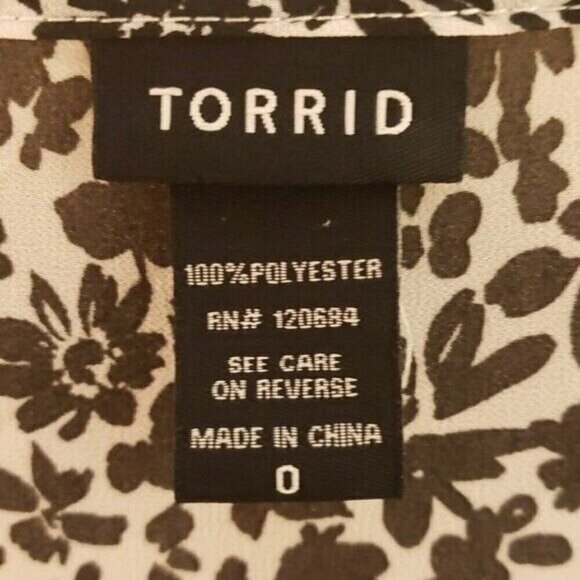 TORRID
100%POLYESTER
RN# 120684
SEE CARE
ON REVERSE
MADE IN CHINA
0